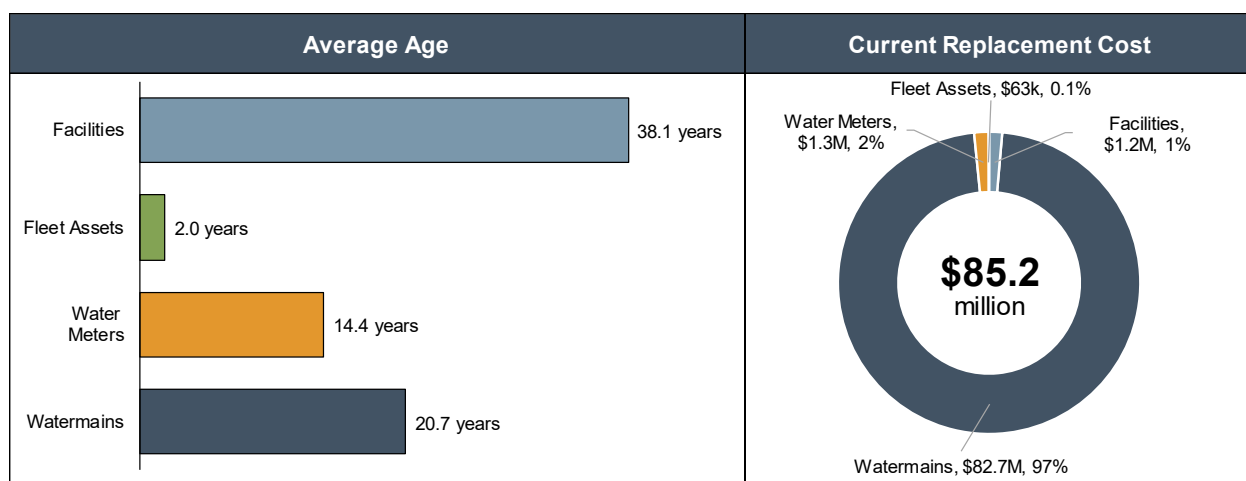 Average Age
Facilities
38.1 years
Fleet Assets
2.0 years
Water
Meters
14.4 years
Watermains
20.7 years
Current Replacement Cost
Fleet Assets, $63k, 0.1%
Water Meters,
$1.3M, 2%
Facilities,
$1.2M, 1%
$85.2
million
Watermains, $82.7M, 97%